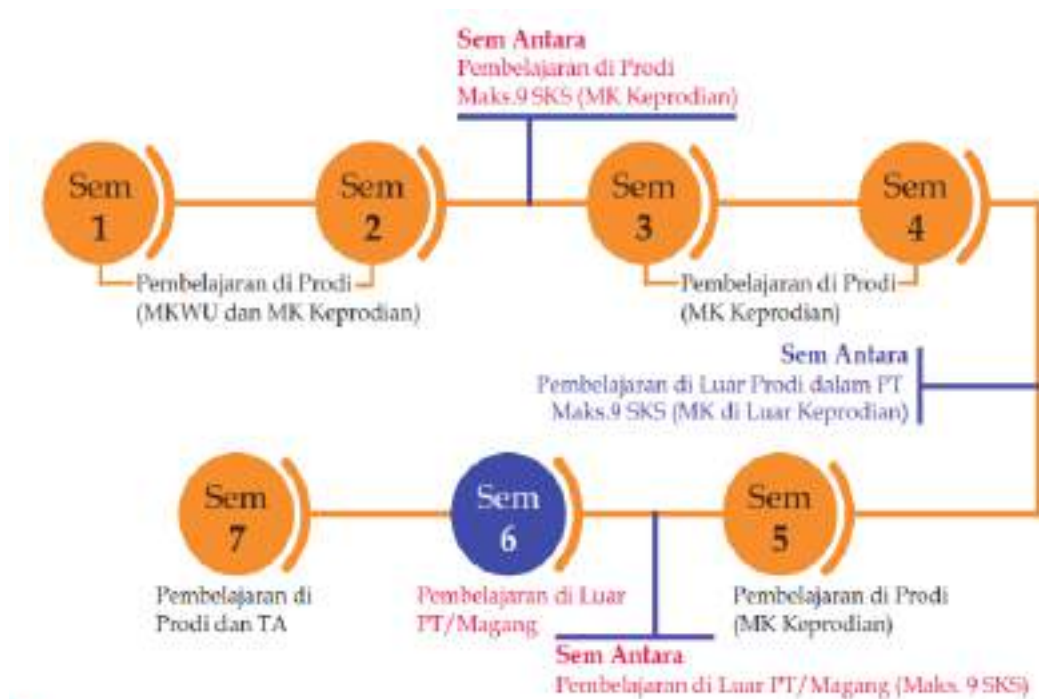 Sem Antara
Pembelajaran di Prodi
Maks.9 SKS (MK Keprodian)
Sem
1
Sem
2
Sem
3
Sem
4
Pembelajaran di Prodi
(MKWU dan MK Keprodian)
Pembelajaran di Prodi
(MK Keprodian)
Sem Antara
Pembelajaran di Luar Prodi dalam PT
Maks.9 SKS (MK di Luar Keprodian)
Sem
7
Sem
6
Sem
5
Pembelajaran di
Prodi dan TA
Pembelajaran di Luar
PT/Magang
Pembelajaran di Prodi
(MK Keprodian)
Sem Antara
Pembelajaran di Luar PT/Magang (Maks. 9 SKS)